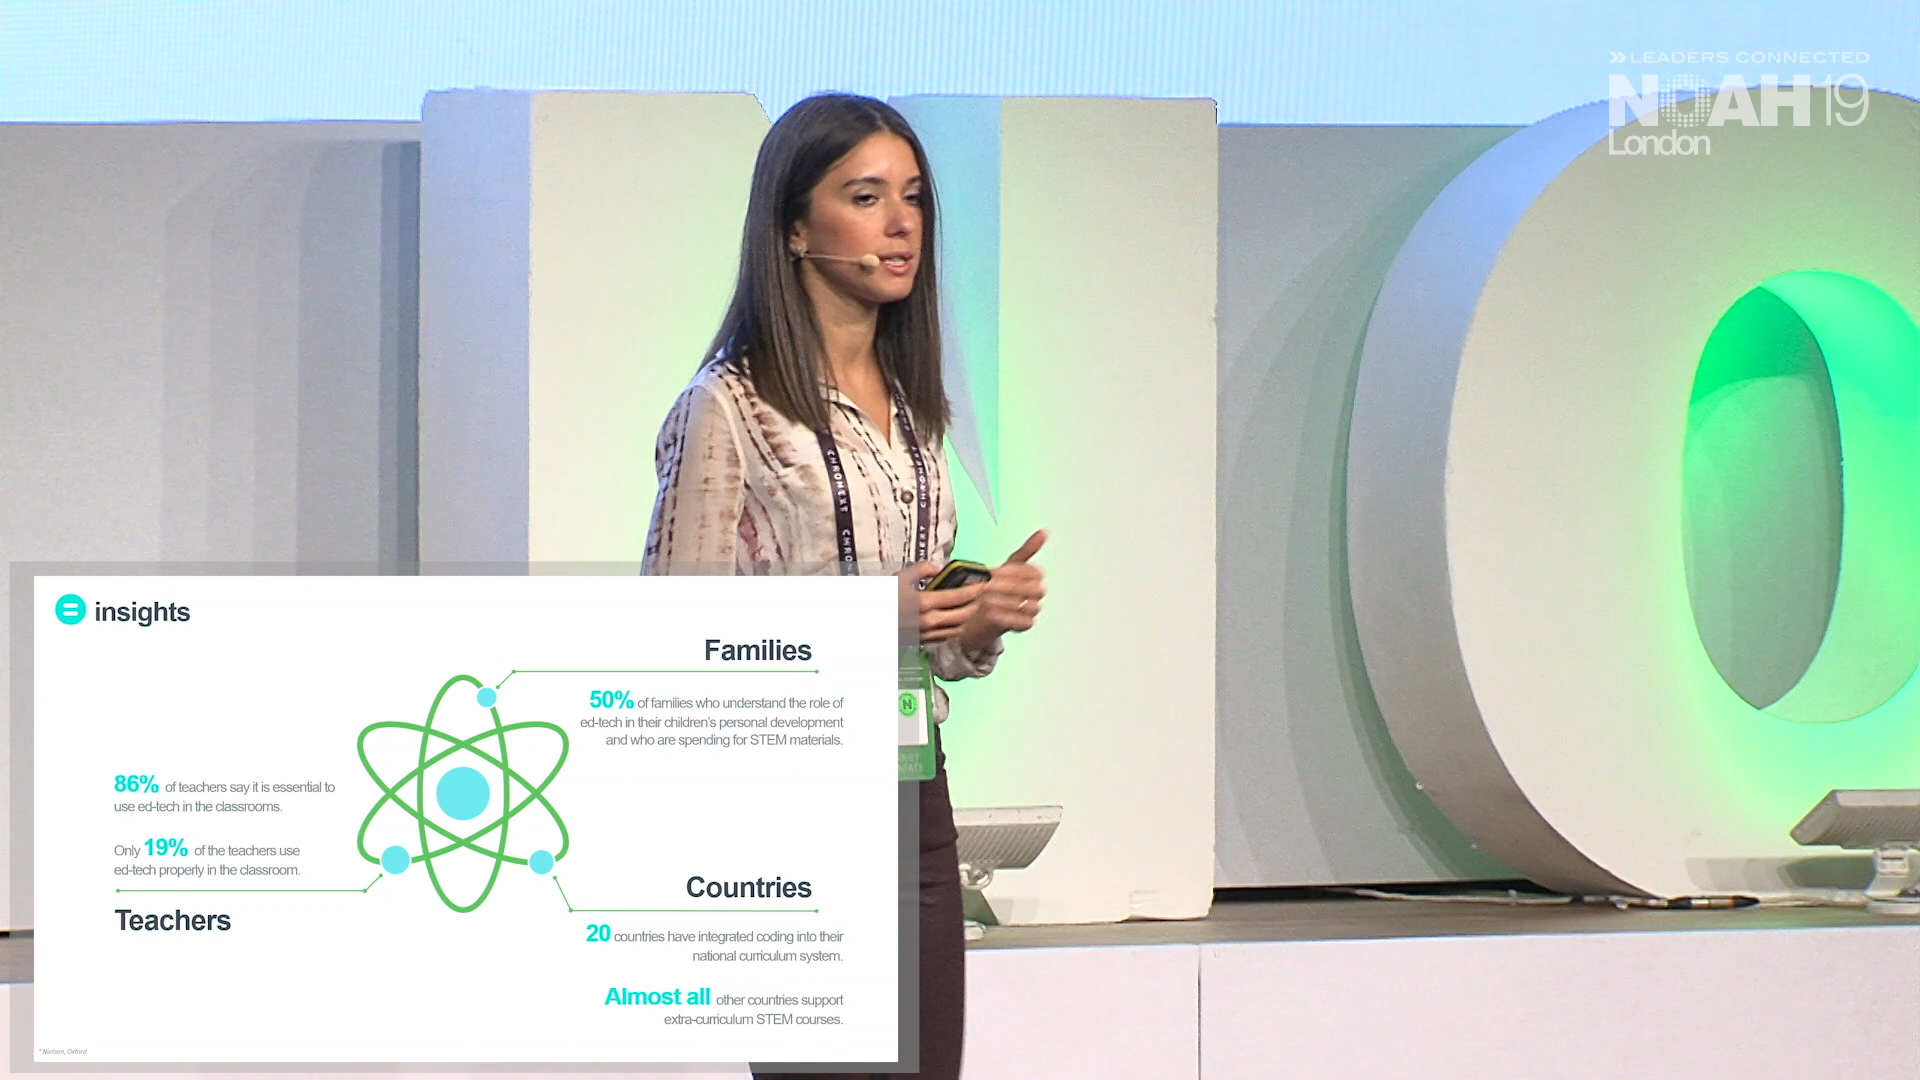 LEADERS CONNECTED
NOAH19
London
CHRONEXT
CHRONEXT
CHRONEXT
N
insights
Families
50% of families who understand the role of
ed-tech in their children's personal development
and who are spending for STEM materials.
86% of teachers say it is essential to
use ed-tech in the classrooms.
Only 19% of the teachers use
ed-tech properly in the classroom.
Teachers
Countries
20 countries have integrated coding into their
national curriculum system.
Almost all other countries support
extra-curriculum STEM courses.
* Nielsen, Oxford